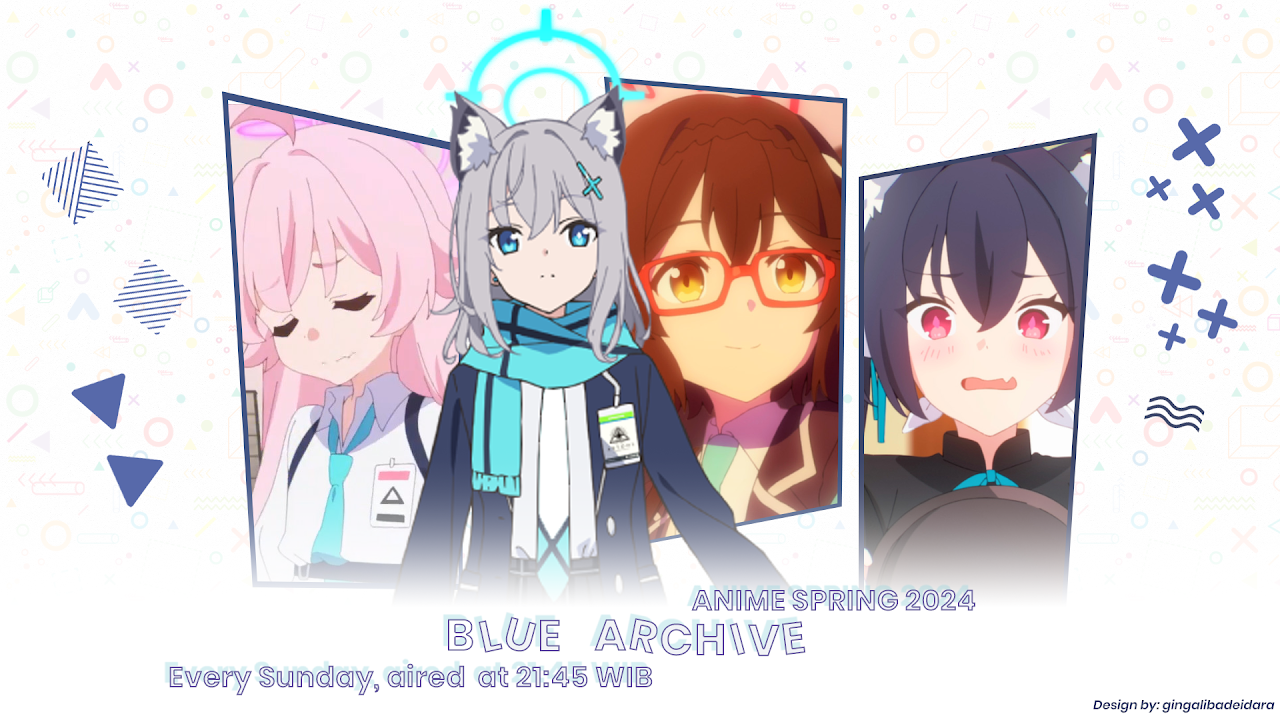 ANIME SPRING 2024
BLUE ARCHIVE
Every Sunday, aired at 21:45 WIB
Design by: gingalibadeidara